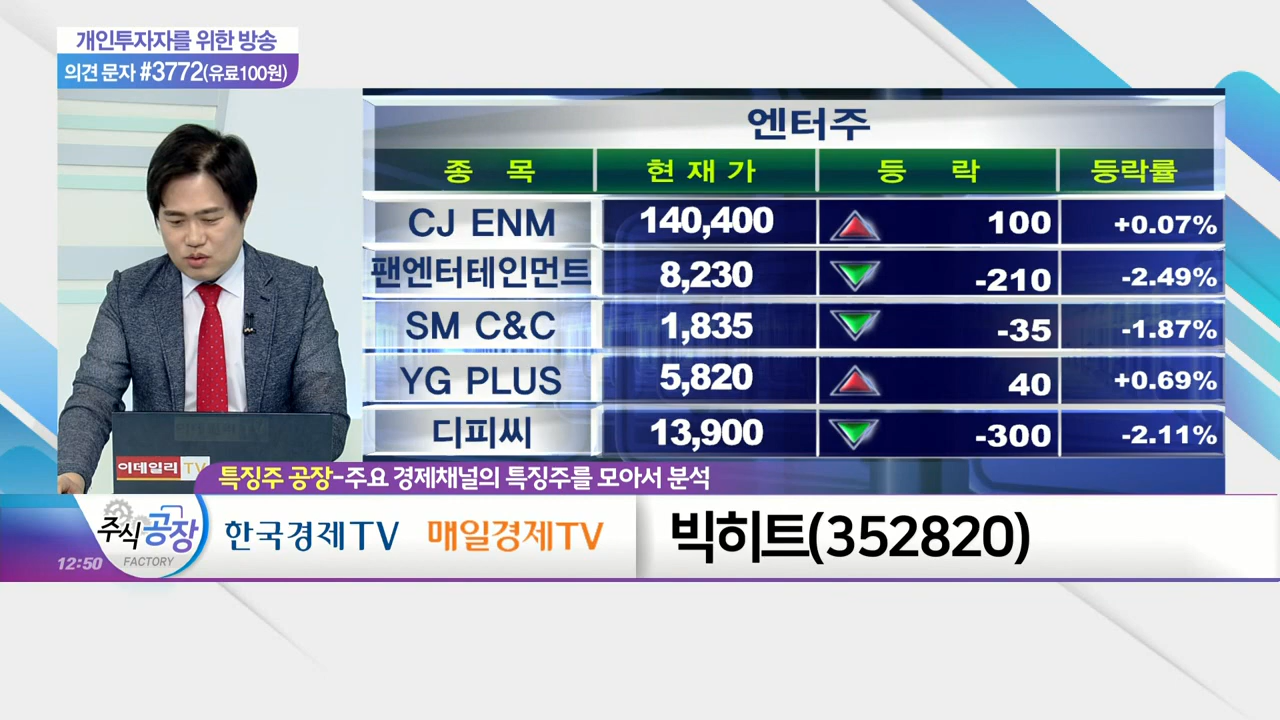 개인투자자를 위한 방송
의견 문자 #3772(유료100원)
엔터주
종 목 현 재 가 등 락 등락률
CJ ENM 140,400 100 +0.07%
팬엔터테인먼트 8,230 -210 -2.49%
SM C&C 1,835 -35 -1.87%
YG PLUS 5,820 40 +0.69%
디피씨 13,900 -300 -2.11%
이데일리 TV
특징주 공장-주요 경제채널의 특징주를 모아서 분석
주식공장
FACTORY
12:50
한국경제TV 매일경제TV
빅히트(352820)